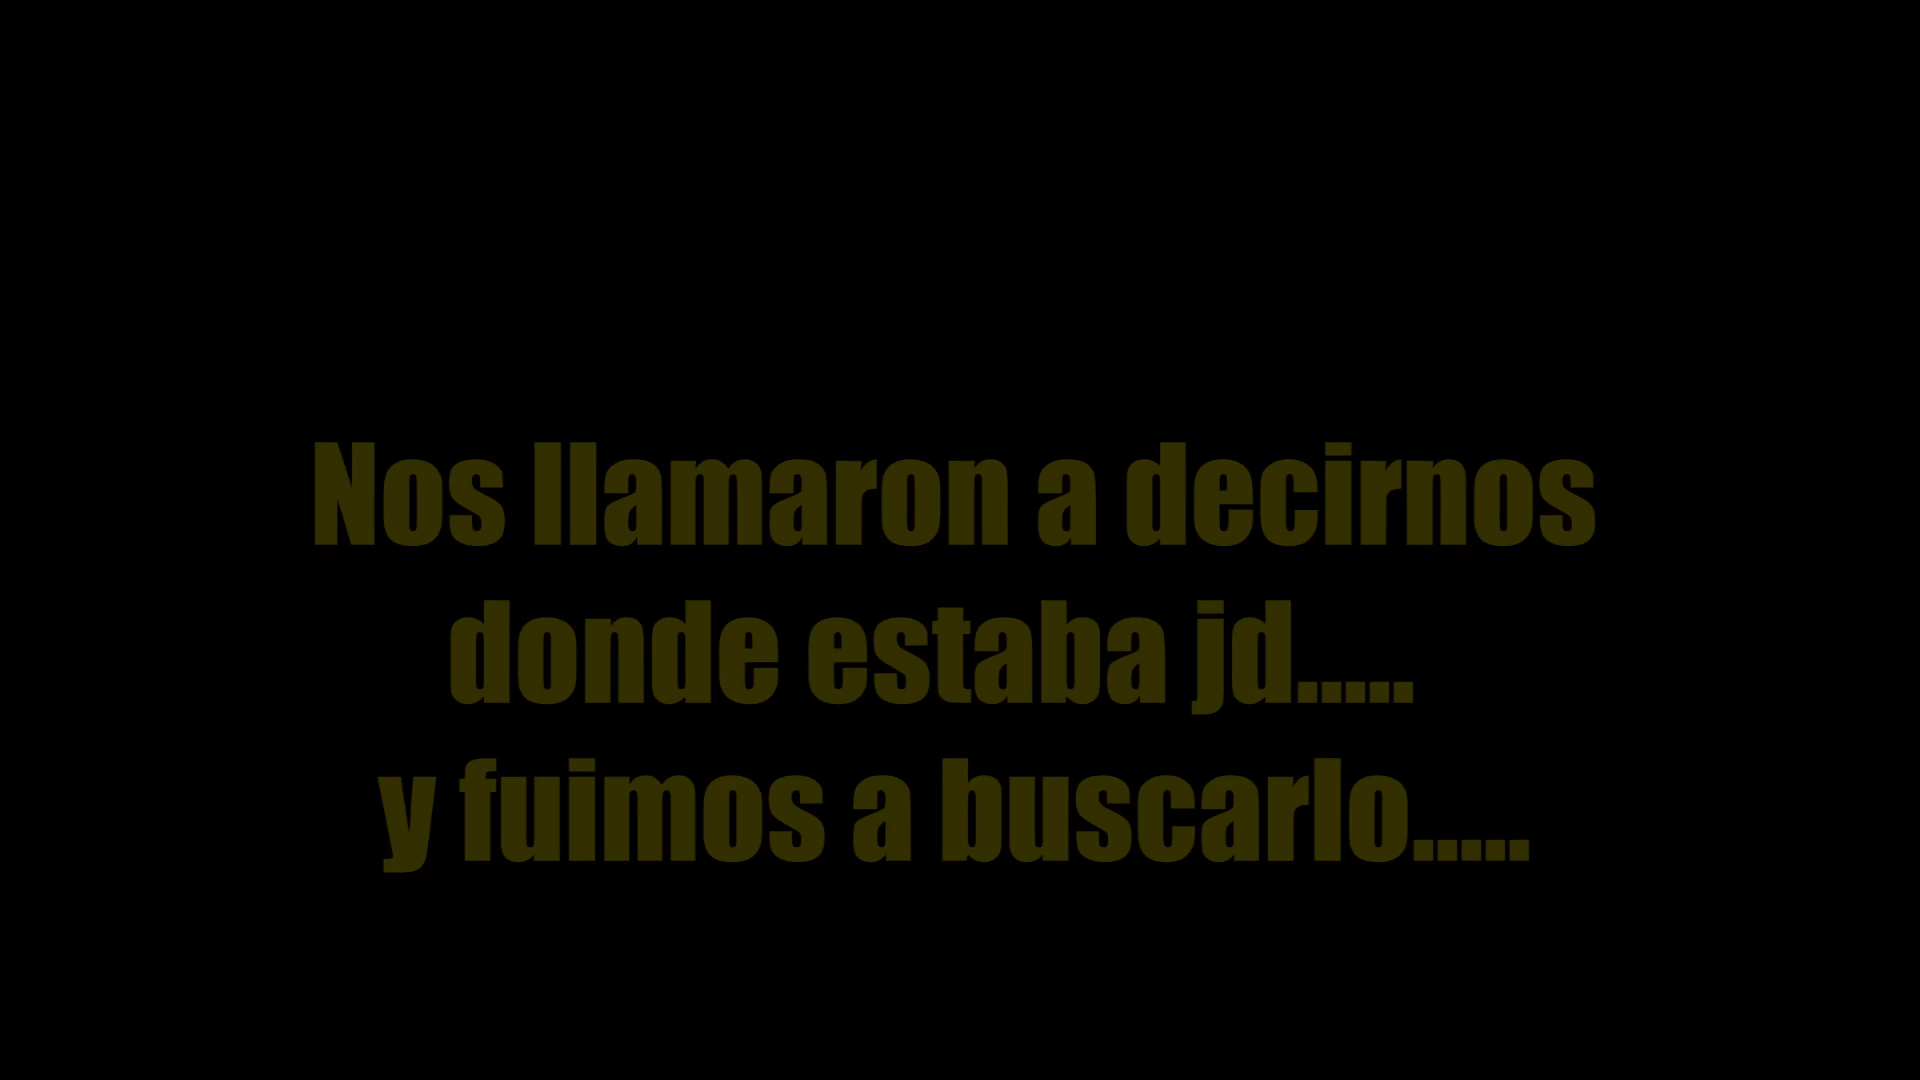 Nos llamaron a decirnos
donde estaba jd.....
y fuimos a buscarlo.....